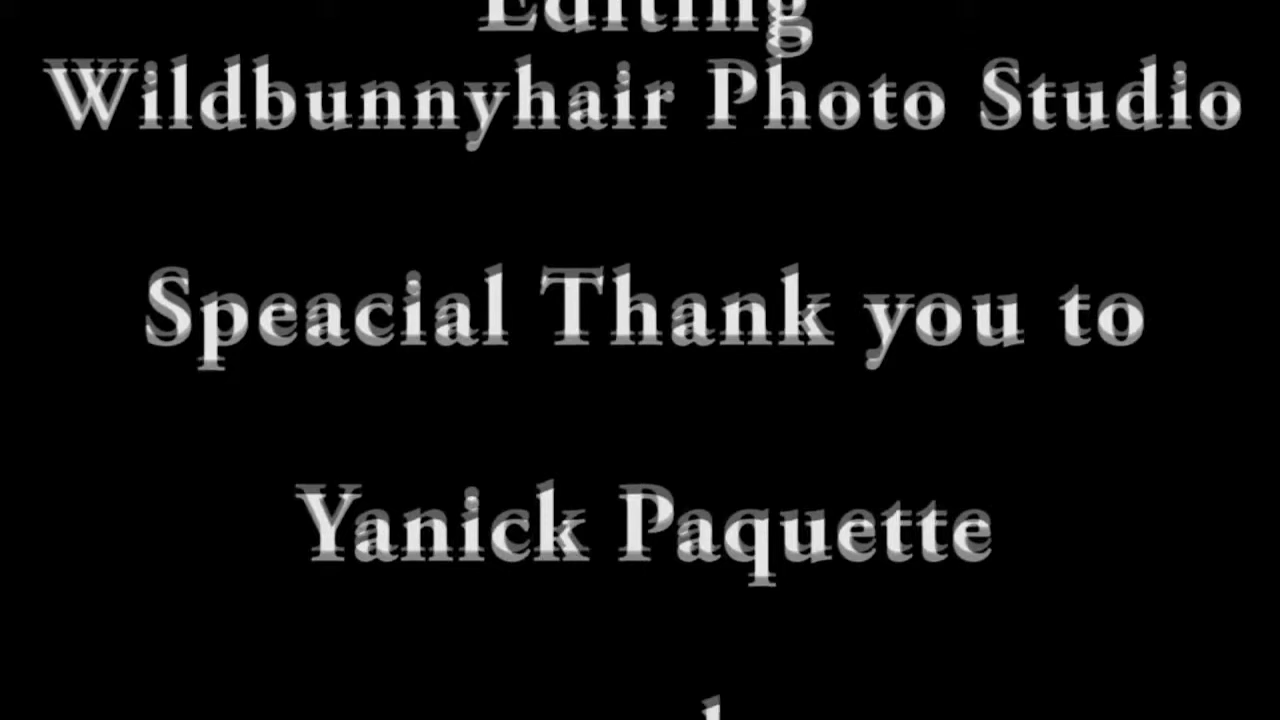 Editing
Wildbunnyhair Photo Studio
Speacial Thank you to
Yanick Paquette